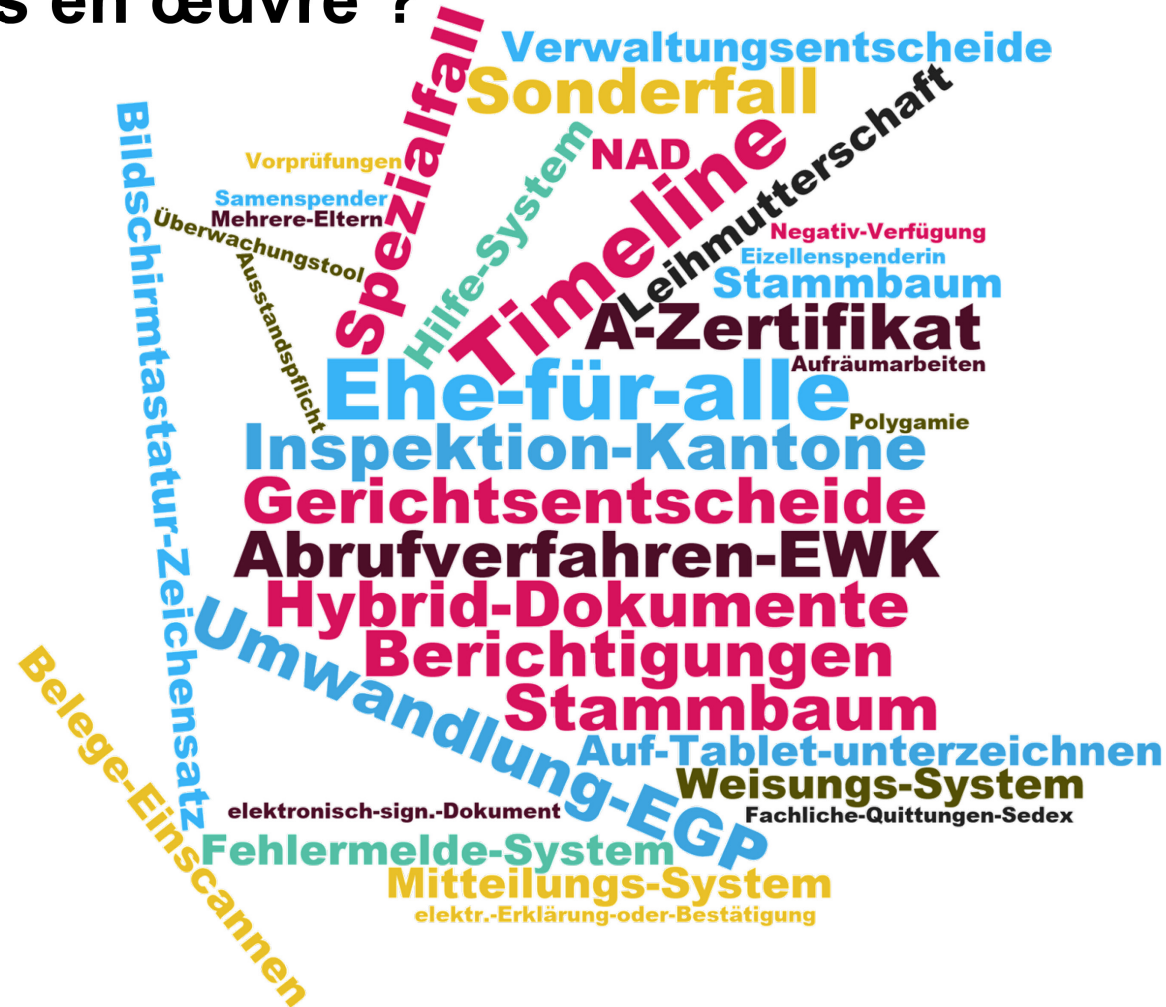 s en œuvre ?
Verwaltungsentscheide
Spezialfall
Sonderfall
Leihmutterschaft
Bildschirmtastatur-Zeichensatz
Timeline
Hilfe-System
NAD
Vorprüfungen
Samenspender
Mehrere-Eltern
Überwachungstool
Negativ-Verfügung
Eizellenspenderin
Ausstandspflicht
Stammbaum
A-Zertifikat
Aufräumarbeiten
Ehe-für-alle
Polygamie
Inspektion-Kantone
Gerichtsentscheide
Abrufverfahren-EWK
Hybrid-Dokumente
Umwandlung-EGP
Berichtigungen
Belege-Einscannen
Stammbaum
Auf-Tablet-unterzeichnen
Weisungs-System
elektronisch-sign.-Dokument
Fachliche-Quittungen-Sedex
Fehlermelde-System
Mitteilungs-System
elektr.-Erklärung-oder-Bestätigung